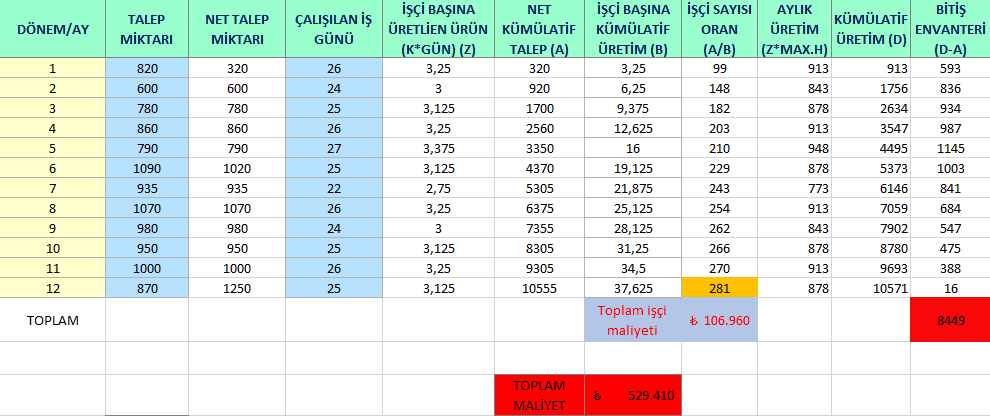 DÖNEM/AY TALEP MİKTARI NET TALEP MİKTARI ÇALIŞILAN İŞ GÜNÜ İŞÇİ BAŞINA ÜRETLİEN ÜRÜN (K*GÜN) (Z) NET KÜMÜLATİF TALEP (A) İŞÇİ BAŞINA KÜMÜLATİF ÜRETİM (B) İŞÇİ SAYISI ORAN (A/B) AYLIK ÜRETİM (Z*MAX.H) KÜMÜLATİF ÜRETİM (D) BİTİŞ ENVANTERİ (D-A)
1 820 320 26 3,25 320 3,25 99 913 913 593
2 600 600 24 3 920 6,25 148 843 1756 836
3 780 780 25 3,125 1700 9,375 182 878 2634 934
4 860 860 26 3,25 2560 12,625 203 913 3547 987
5 790 790 27 3,375 3350 16 210 948 4495 1145
6 1090 1020 25 3,125 4370 19,125 229 878 5373 1003
7 935 935 22 2,75 5305 21,875 243 773 6146 841
8 1070 1070 26 3,25 6375 25,125 254 913 7059 684
9 980 980 24 3 7355 28,125 262 843 7902 547
10 950 950 25 3,125 8305 31,25 266 878 8780 475
11 1000 1000 26 3,25 9305 34,5 270 913 9693 388
12 870 1250 25 3,125 10555 37,625 281 878 10571 16
TOPLAM Toplam işçi maliyeti ₺ 106.960 8449
TOPLAM MALİYET ₺ 529.410